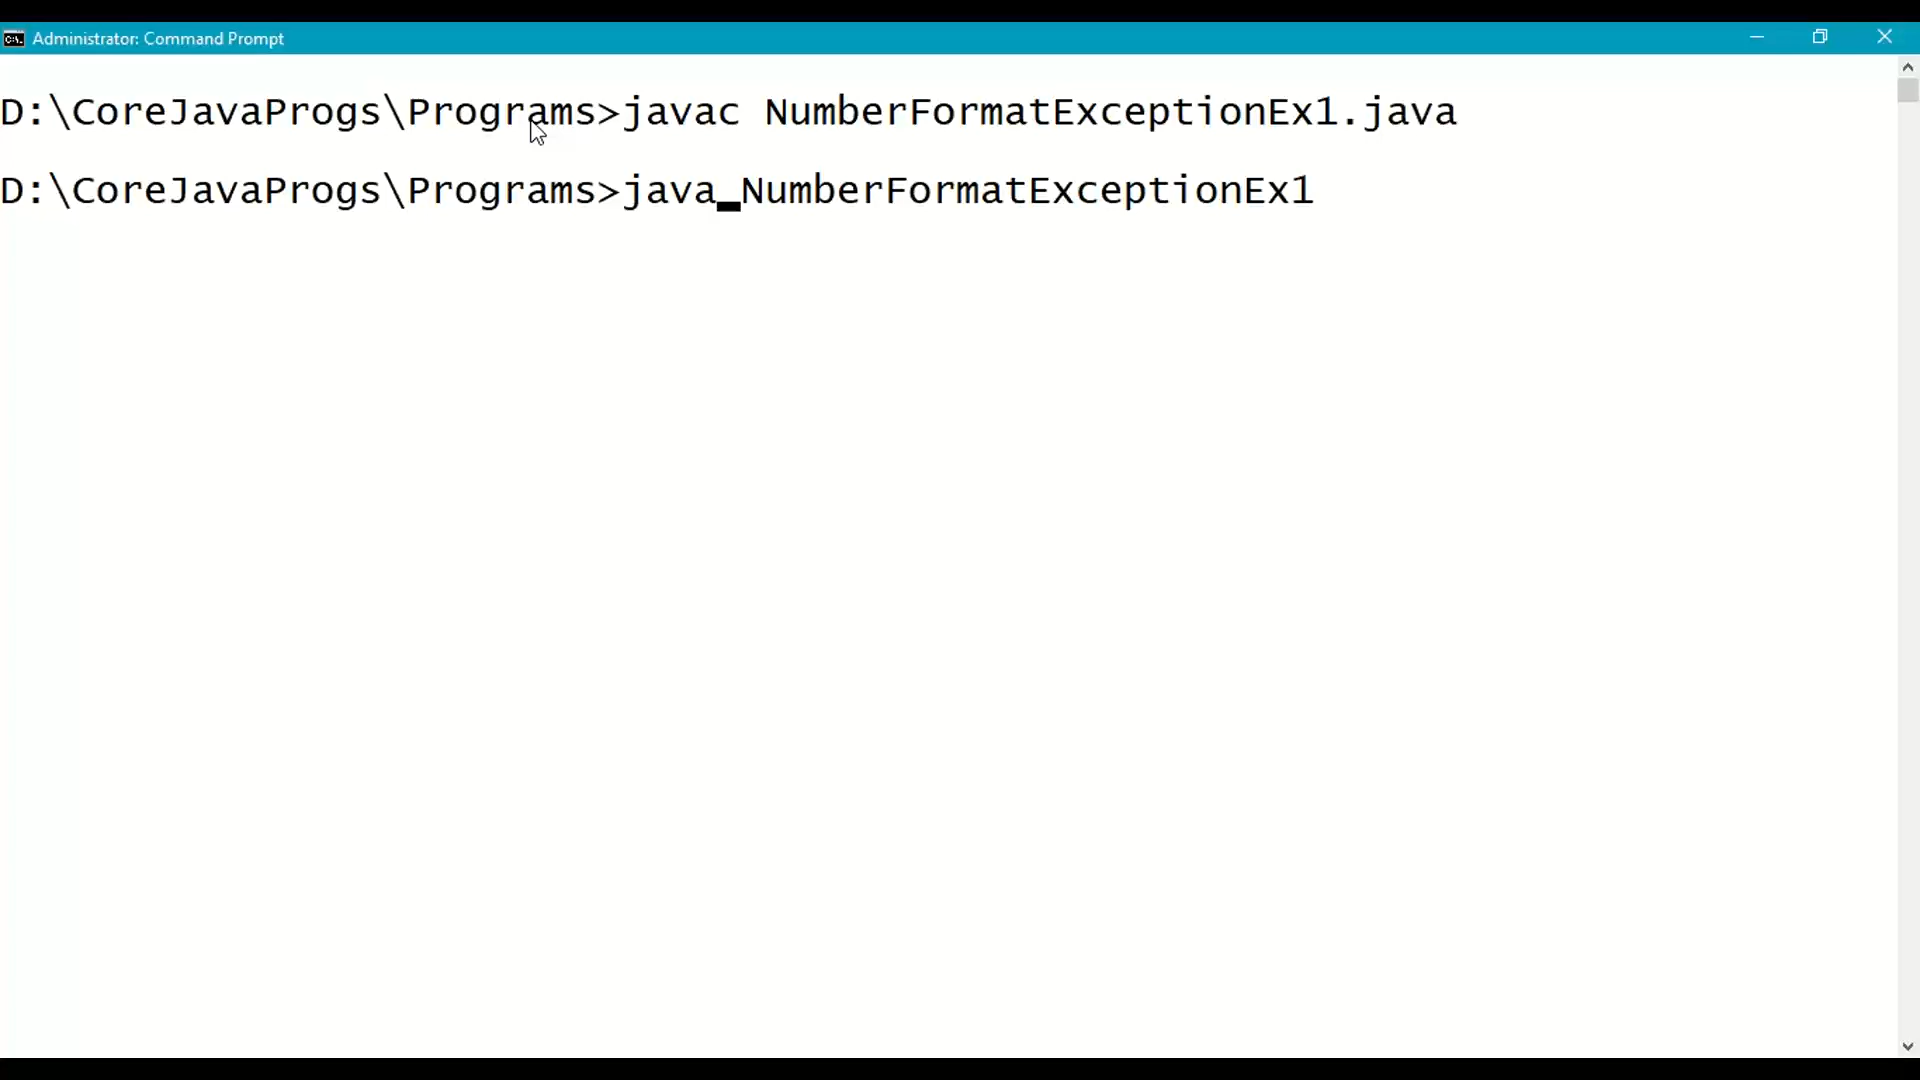 Administrator: Command Prompt
D:\CoreJavaProgs\Programs>javac NumberFormatExceptionEx1.java
D:\CoreJavaProgs\Programs>java NumberFormatExceptionEx1